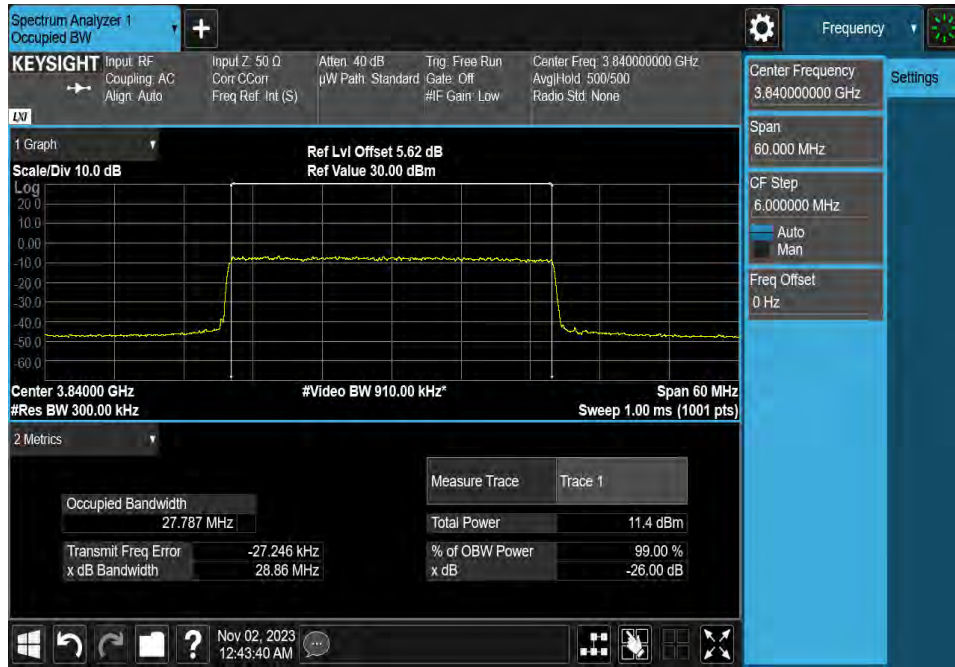 Spectrum Analyzer 1
Occupied BW
+
Frequency
KEYSIGHT
Input: RF
Coupling: AC
Align: Auto
Input Z: 50 Ω
Corr CCorr
Freq Ref: Int (S)
Atten: 40 dB
µW Path: Standard
Trig: Free Run
Gate: Off
#IF Gain: Low
Center Freq: 3.840000000 GHz
Avg|Hold: 500/500
Radio Std: None
LXI
Center Frequency
3.840000000 GHz
Settings
Span
60.000 MHz
CF Step
6.000000 MHz
Auto
Man
Freq Offset
0 Hz
1 Graph
Scale/Div 10.0 dB
Ref Lvl Offset 5.62 dB
Ref Value 30.00 dBm
Log
20.0
10.0
0.00
-10.0
-20.0
-30.0
-40.0
-50.0
-60.0
Center 3.84000 GHz
#Video BW 910.00 kHz*
Span 60 MHz
#Res BW 300.00 kHz
Sweep 1.00 ms (1001 pts)
2 Metrics
Measure Trace
Trace 1
Occupied Bandwidth
27.787 MHz
Total Power
11.4 dBm
Transmit Freq Error
-27.246 kHz
% of OBW Power
99.00 %
x dB Bandwidth
28.86 MHz
x dB
-26.00 dB
?
Nov 02, 2023
12:43:40 AM